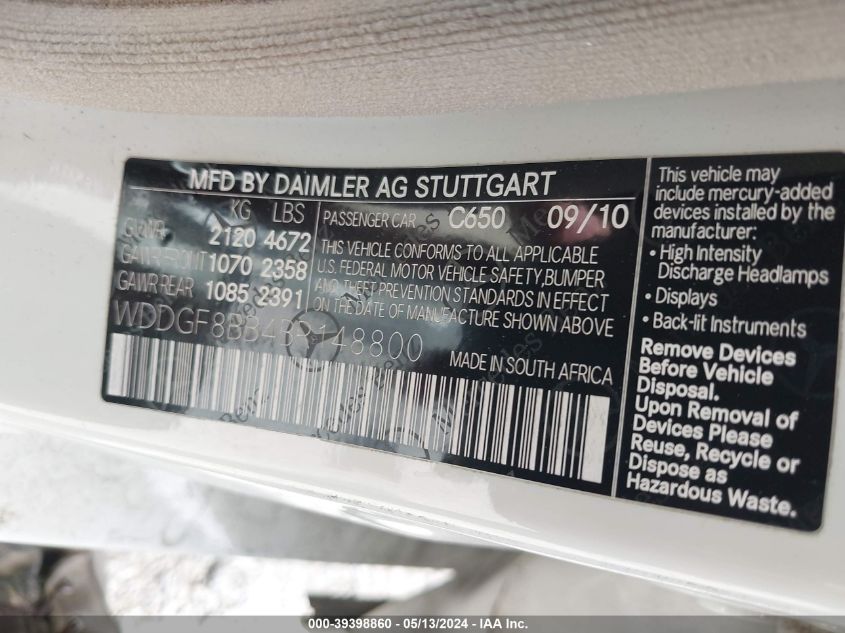 MFD BY DAIMLER AG STUTTGART
KG LBS
GVWR 2120 4672
GAWR FRONT 1070 2358
GAWR REAR 1085 2391
PASSENGER CAR C650 09/10
THIS VEHICLE CONFORMS TO ALL APPLICABLE
U.S. FEDERAL MOTOR VEHICLE SAFETY,BUMPER
AND THEFT PREVENTION STANDARDS IN EFFECT
ON THE DATE OF MANUFACTURE SHOWN ABOVE
WDDGF8BB4BR148800
MADE IN SOUTH AFRICA
This vehicle may
include mercury-added
devices installed by the
manufacturer:
• High Intensity
Discharge Headlamps
• Displays
• Back-lit Instruments
Remove Devices
Before Vehicle
Disposal.
Upon Removal of
Devices Please
Reuse, Recycle or
Dispose as
Hazardous Waste.
000-39398860 - 05/13/2024 - IAA Inc.